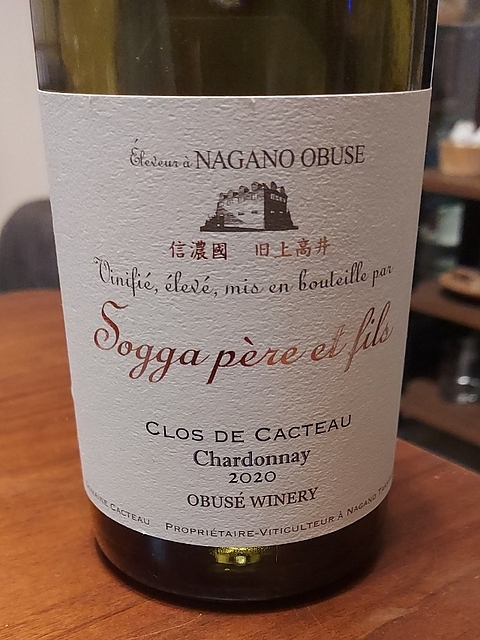 Éleveur à NAGANO OBUSE
信濃國 旧上高井
Vinifié, élevé, mis en bouteille par
Sogga père et fils
CLOS DE CACTEAU
Chardonnay
2020
OBUSÉ WINERY
CACTEAU PROPRIÉTAIRE-VITICULTEUR À NAGANO